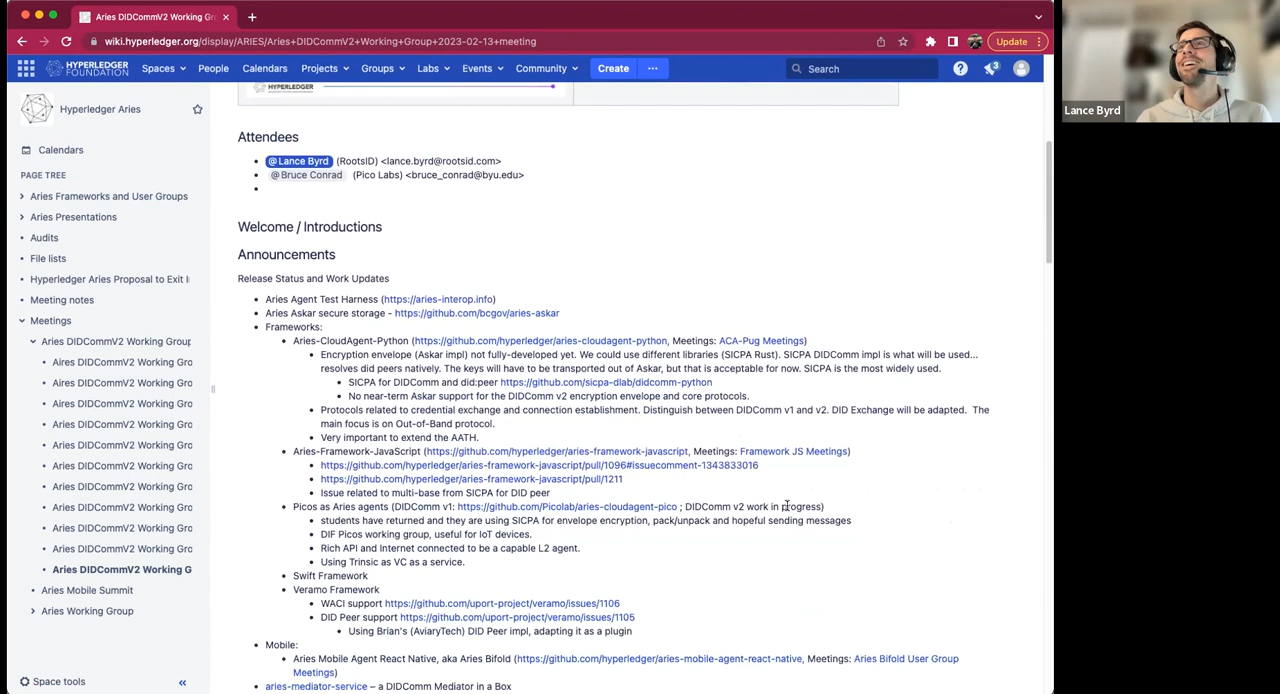 Aries DIDCommV2 Working Gr
wiki.hyperledger.org/display/ARIES/Aries+DIDCommV2+Working+Group+2023-02-13+meeting
Update
HYPERLEDGER
FOUNDATION
Spaces
People
Calendars
Projects
Groups
Labs
Events
Community
Create
Search
3
Lance Byrd
Hyperledger Aries
Calendars
PAGE TREE
Aries Frameworks and User Groups
Aries Presentations
Audits
File lists
Hyperledger Aries Proposal to Exit I
Meeting notes
Meetings
Aries DIDCommV2 Working Group
Aires DIDCommV2 Working Gro
Aries DIDCommV2 Working Gro
Aries DIDCommV2 Working Gro
Aries DIDCommV2 Working Gro
Aries DIDCommV2 Working Gro
Aries DIDCommV2 Working Gro
Aries DIDCommV2 Working Gro
Aries DIDCommV2 Working Gro
Aries DIDCommV2 Working Gro
Aries DIDCommV2 Working Gro
Aries DIDCommV2 Working G
Aries Mobile Summit
Aries Working Group
Space tools
HYPERLEDGER
Attendees
@Lance Byrd (RootsID) <lance.byrd@rootsid.com>
@Bruce Conrad (Pico Labs) <bruce_conrad@byu.edu>
Welcome / Introductions
Announcements
Release Status and Work Updates
Aries Agent Test Harness (https://aries-interop.info)
Aries Askar secure storage - https://github.com/bcgov/aries-askar
Frameworks:
Aries-CloudAgent-Python (https://github.com/hyperledger/aries-cloudagent-python, Meetings: ACA-Pug Meetings)
Encryption envelope (Askar impl) not fully-developed yet. We could use different libraries (SICPA Rust). SICPA DIDComm impl is what will be used...
resolves did peers natively. The keys will have to be transported out of Askar, but that is acceptable for now. SICPA is the most widely used.
SICPA for DIDComm and did:peer https://github.com/sicpa-dlab/didcomm-python
No near-term Askar support for the DIDComm v2 encryption envelope and core protocols.
Protocols related to credential exchange and connection establishment. Distinguish between DIDComm v1 and v2. DID Exchange will be adapted. The
main focus is on Out-of-Band protocol.
Very important to extend the AATH.
Aries-Framework-JavaScript (https://github.com/hyperledger/aries-framework-javascript, Meetings: Framework JS Meetings)
https://github.com/hyperledger/aries-framework-javascript/pull/1096#issuecomment-1343833016
https://github.com/hyperledger/aries-framework-javascript/pull/1211
Issue related to multi-base from SICPA for DID peer
Picos as Aries agents (DIDComm v1: https://github.com/Picolab/aries-cloudagent-pico ; DIDComm v2 work in progress)
students have returned and they are using SICPA for envelope encryption, pack/unpack and hopeful sending messages
DIF Picos working group, useful for IoT devices.
Rich API and Internet connected to be a capable L2 agent.
Using Trinsic as VC as a service.
Swift Framework
Veramo Framework
WACI support https://github.com/uport-project/veramo/issues/1106
DID Peer support https://github.com/uport-project/veramo/issues/1105
Using Brian's (AviaryTech) DID Peer impl, adapting it as a plugin
Mobile:
Aries Mobile Agent React Native, aka Aries Bifold (https://github.com/hyperledger/aries-mobile-agent-react-native, Meetings: Aries Bifold User Group
Meetings)
aries-mediator-service – a DIDComm Mediator in a Box